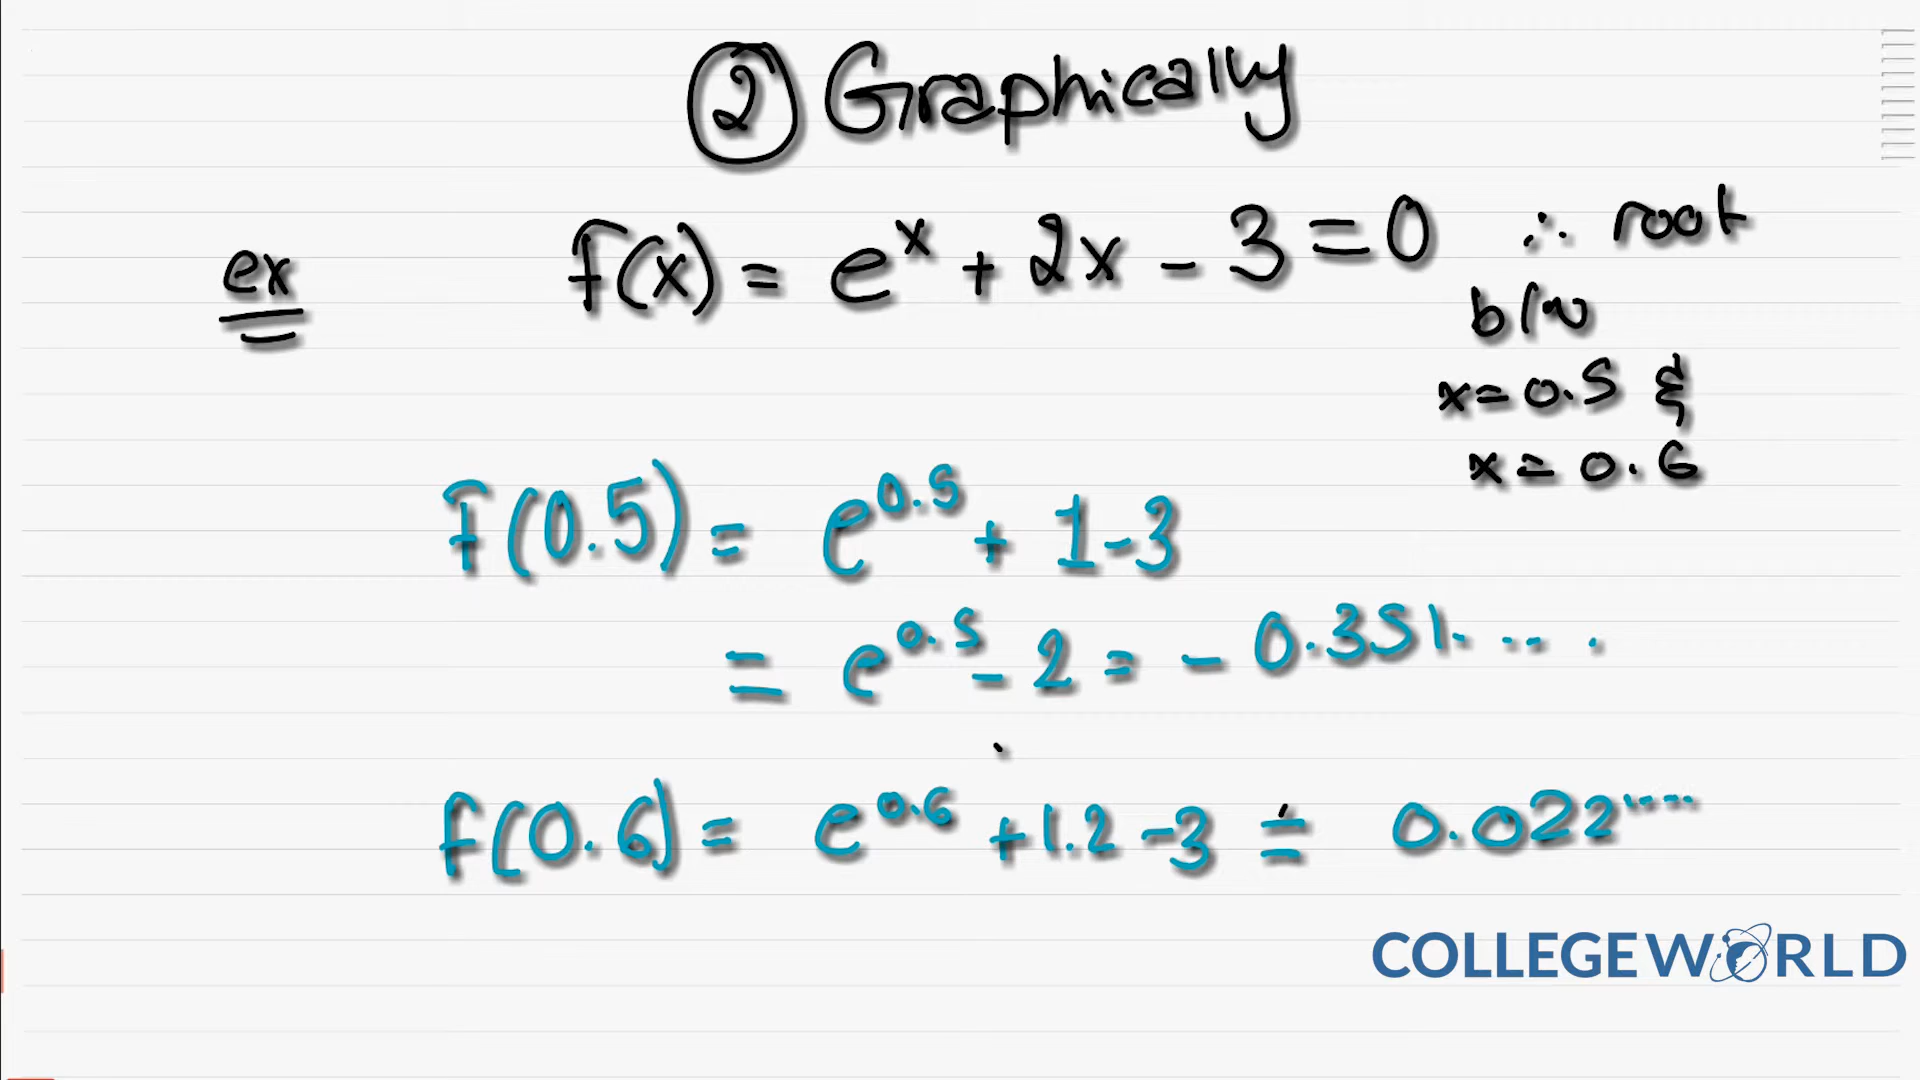 ② Graphically
ex f(x) = e^x + 2x - 3 = 0 ∴ root
b/w
x = 0.5 &
x = 0.6
f(0.5) = e^0.5 + 1-3
= e^0.5 - 2 = - 0.351.....
f(0.6) = e^0.6 +1.2 -3 = 0.022....
COLLEGEWORLD